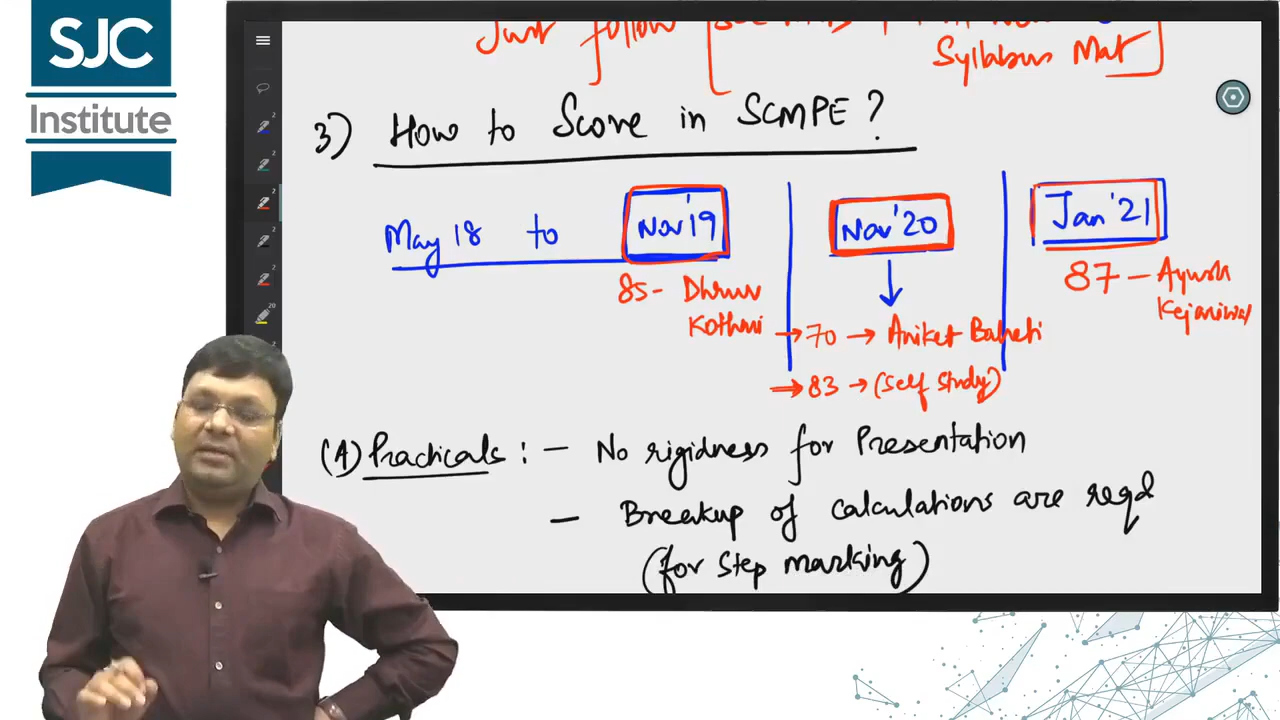 SJC
Institute
Just follow
Syllabus Mat
3) How to Score in SCMPE?
May 18 to Nov'19
Nov'20
Jan'21
85- Dhruv
Kothari
87 - Ayush
Kejariwal
→ 70 → Aniket Baheti
→ 83 → (Self Study)
(A) Practicals : - No rigidness for Presentation
- Breakup of calculations are reqd
(for step marking)